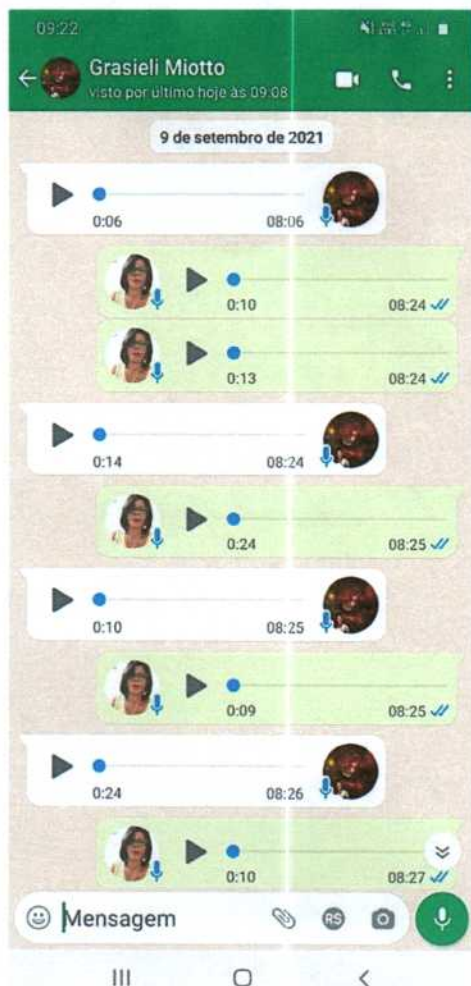 09:22
Grasieli Miotto
visto por último hoje às 09:08
9 de setembro de 2021
0:06 08:06
0:10 08:24
0:13 08:24
0:14 08:24
0:24 08:25
0:10 08:25
0:09 08:25
0:24 08:26
0:10 08:27
Mensagem
RS